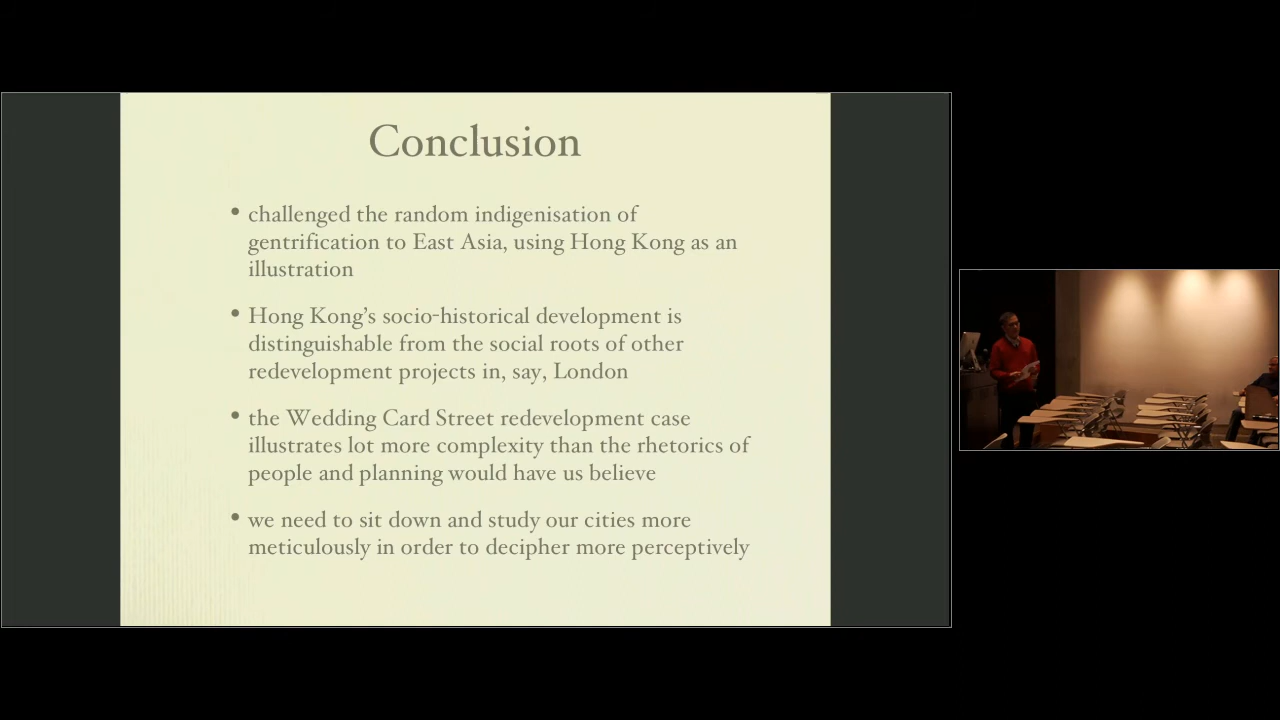 Conclusion
• challenged the random indigenisation of
gentrification to East Asia, using Hong Kong as an
illustration
• Hong Kong's socio-historical development is
distinguishable from the social roots of other
redevelopment projects in, say, London
• the Wedding Card Street redevelopment case
illustrates lot more complexity than the rhetorics of
people and planning would have us believe
• we need to sit down and study our cities more
meticulously in order to decipher more perceptively